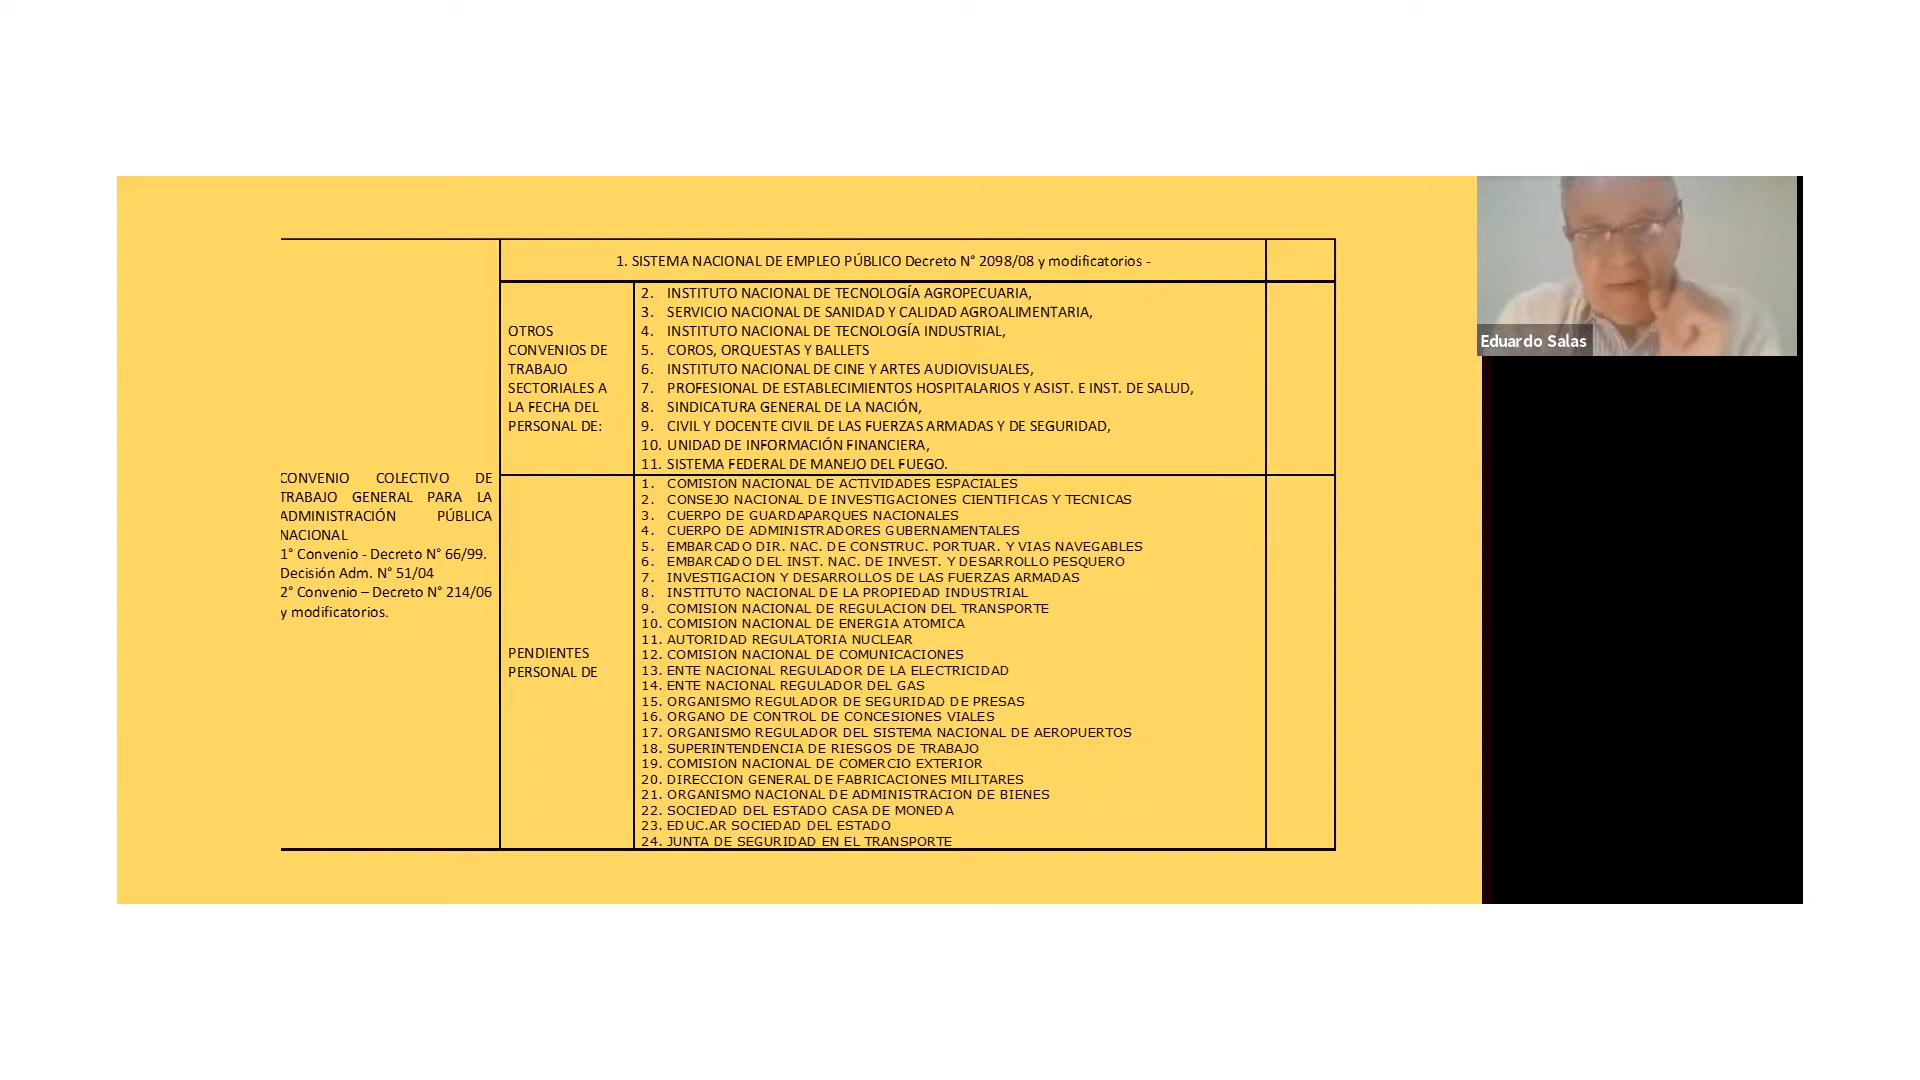 1. SISTEMA NACIONAL DE EMPLEO PÚBLICO Decreto N° 2098/08 y modificatorios -
OTROS
CONVENIOS DE
TRABAJO
SECTORIALES A
LA FECHA DEL
PERSONAL DE:
2. INSTITUTO NACIONAL DE TECNOLOGÍA AGROPECUARIA,
3. SERVICIO NACIONAL DE SANIDAD Y CALIDAD AGROALIMENTARIA,
4. INSTITUTO NACIONAL DE TECNOLOGÍA INDUSTRIAL,
5. COROS, ORQUESTAS Y BALLETS
6. INSTITUTO NACIONAL DE CINE Y ARTES AUDIOVISUALES,
7. PROFESIONAL DE ESTABLECIMIENTOS HOSPITALARIOS Y ASIST. E INST. DE SALUD,
8. SINDICATURA GENERAL DE LA NACIÓN,
9. CIVIL Y DOCENTE CIVIL DE LAS FUERZAS ARMADAS Y DE SEGURIDAD,
10. UNIDAD DE INFORMACIÓN FINANCIERA,
11. SISTEMA FEDERAL DE MANEJO DEL FUEGO.
CONVENIO COLECTIVO DE
TRABAJO GENERAL PARA LA
ADMINISTRACIÓN PÚBLICA
NACIONAL
1° Convenio - Decreto N° 66/99.
Decisión Adm. N° 51/04
2° Convenio – Decreto N° 214/06
y modificatorios.
PENDIENTES
PERSONAL DE
1. COMISION NACIONAL DE ACTIVIDADES ESPACIALES
2. CONSEJO NACIONAL DE INVESTIGACIONES CIENTIFICAS Y TECNICAS
3. CUERPO DE GUARDAPARQUES NACIONALES
4. CUERPO DE ADMINISTRADORES GUBERNAMENTALES
5. EMBARCADO DIR. NAC. DE CONSTRUC. PORTUAR. Y VIAS NAVEGABLES
6. EMBARCADO DEL INST. NAC. DE INVEST. Y DESARROLLO PESQUERO
7. INVESTIGACION Y DESARROLLOS DE LAS FUERZAS ARMADAS
8. INSTITUTO NACIONAL DE LA PROPIEDAD INDUSTRIAL
9. COMISION NACIONAL DE REGULACION DEL TRANSPORTE
10. COMISION NACIONAL DE ENERGIA ATOMICA
11. AUTORIDAD REGULATORIA NUCLEAR
12. COMISION NACIONAL DE COMUNICACIONES
13. ENTE NACIONAL REGULADOR DE LA ELECTRICIDAD
14. ENTE NACIONAL REGULADOR DEL GAS
15. ORGANISMO REGULADOR DE SEGURIDAD DE PRESAS
16. ORGANO DE CONTROL DE CONCESIONES VIALES
17. ORGANISMO REGULADOR DEL SISTEMA NACIONAL DE AEROPUERTOS
18. SUPERINTENDENCIA DE RIESGOS DE TRABAJO
19. COMISION NACIONAL DE COMERCIO EXTERIOR
20. DIRECCION GENERAL DE FABRICACIONES MILITARES
21. ORGANISMO NACIONAL DE ADMINISTRACION DE BIENES
22. SOCIEDAD DEL ESTADO CASA DE MONEDA
23. EDUC.AR SOCIEDAD DEL ESTADO
24. JUNTA DE SEGURIDAD EN EL TRANSPORTE
Eduardo Salas